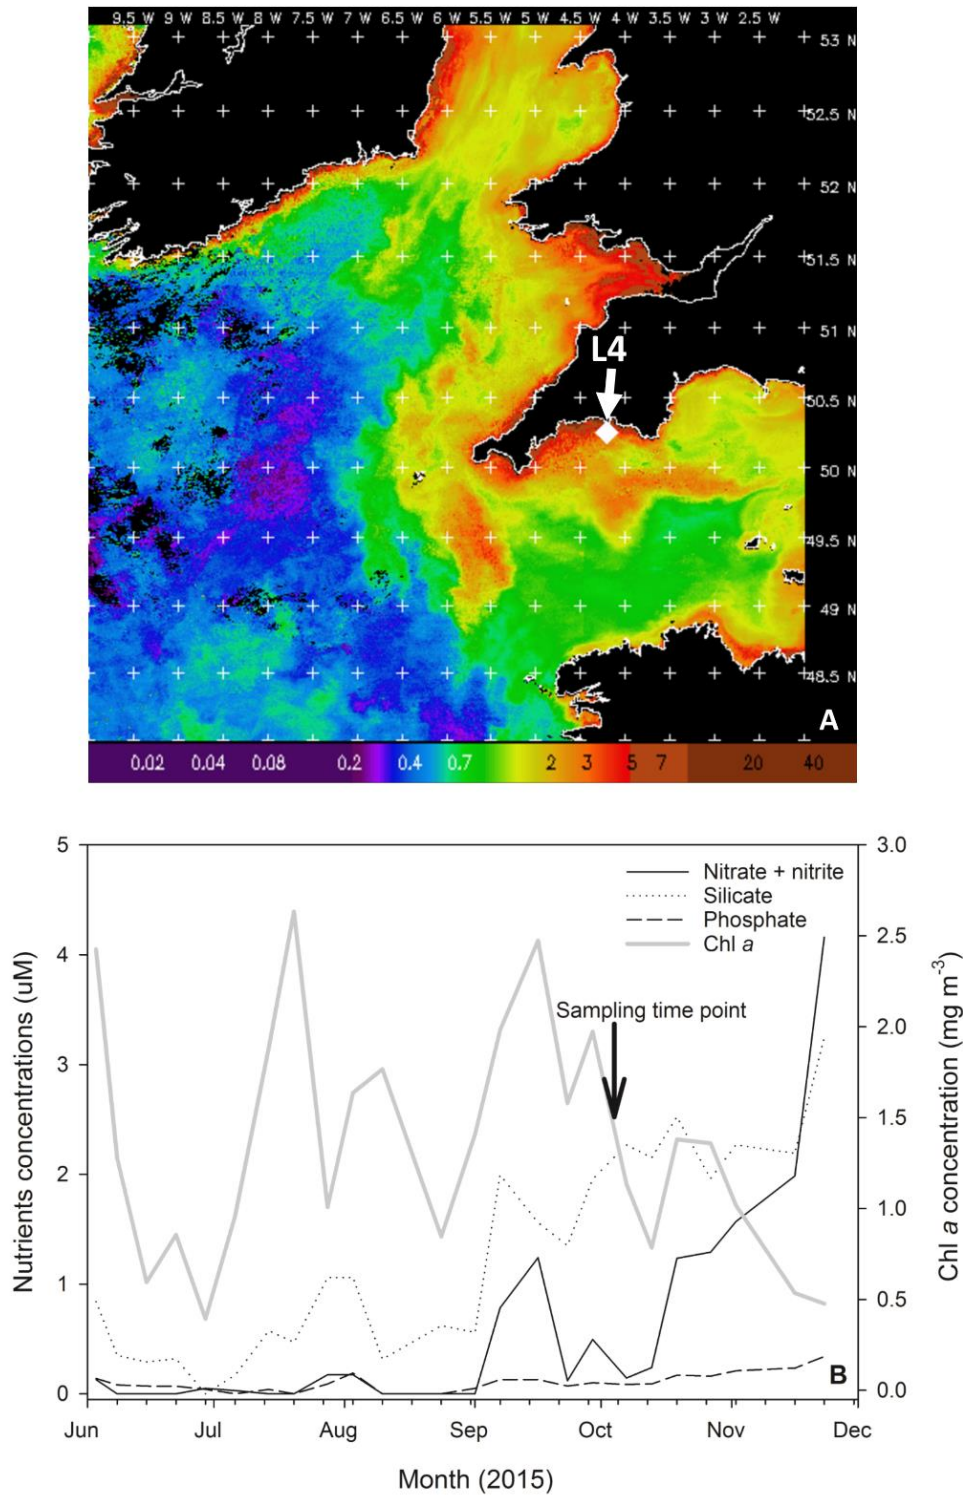 9.5 W 9 W 8.5 W 8 W 7.5 W 7 W 6.5 W 6 W 5.5 W 5 W 4.5 W 4 W 3.5 W 3 W 2.5 W
53 N
52.5 N
52 N
51.5 N
51 N
L4
50.5 N
50 N
49.5 N
49 N
48.5 N
A
0.02 0.04 0.08 0.2 0.4 0.7 2 3 5 7 20 40
5 3.0
Nitrate + nitrite
Silicate
Phosphate
Chl a
4 2.5
Sampling time point
2.0
3
1.5
2
1.0
1
0.5
B
0 0.0
Nutrients concentrations (uM)
Chl a concentration (mg m-3)
Jun Jul Aug Sep Oct Nov Dec
Month (2015)